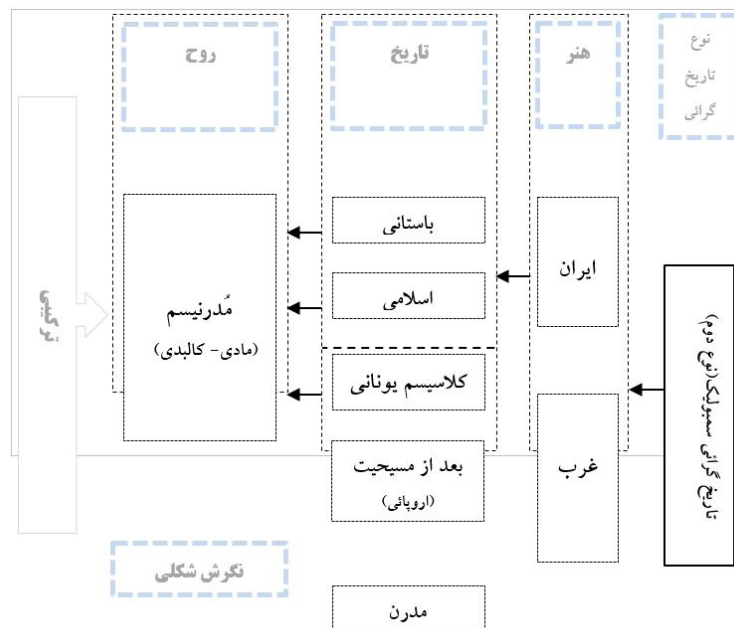 نوع
تاریخ
گرائی
هنر
تاریخ
روح
تاریخ گرائی سمبولیک(نوع دوم)
ایران
غرب
باستانی
اسلامی
کلاسیسم یونانی
بعد از مسیحیت
(اروپائی)
مدرن
مُدرنیسم
(مادی- کالبدی)
ترکیبی
نگرش شکلی